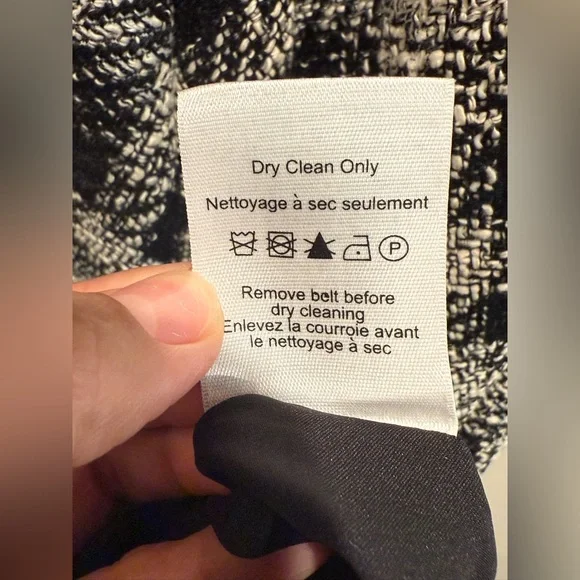 Dry Clean Only
Nettoyage à sec seulement
P
Remove belt before
dry cleaning
Enlevez la courroie avant
le nettoyage à sec